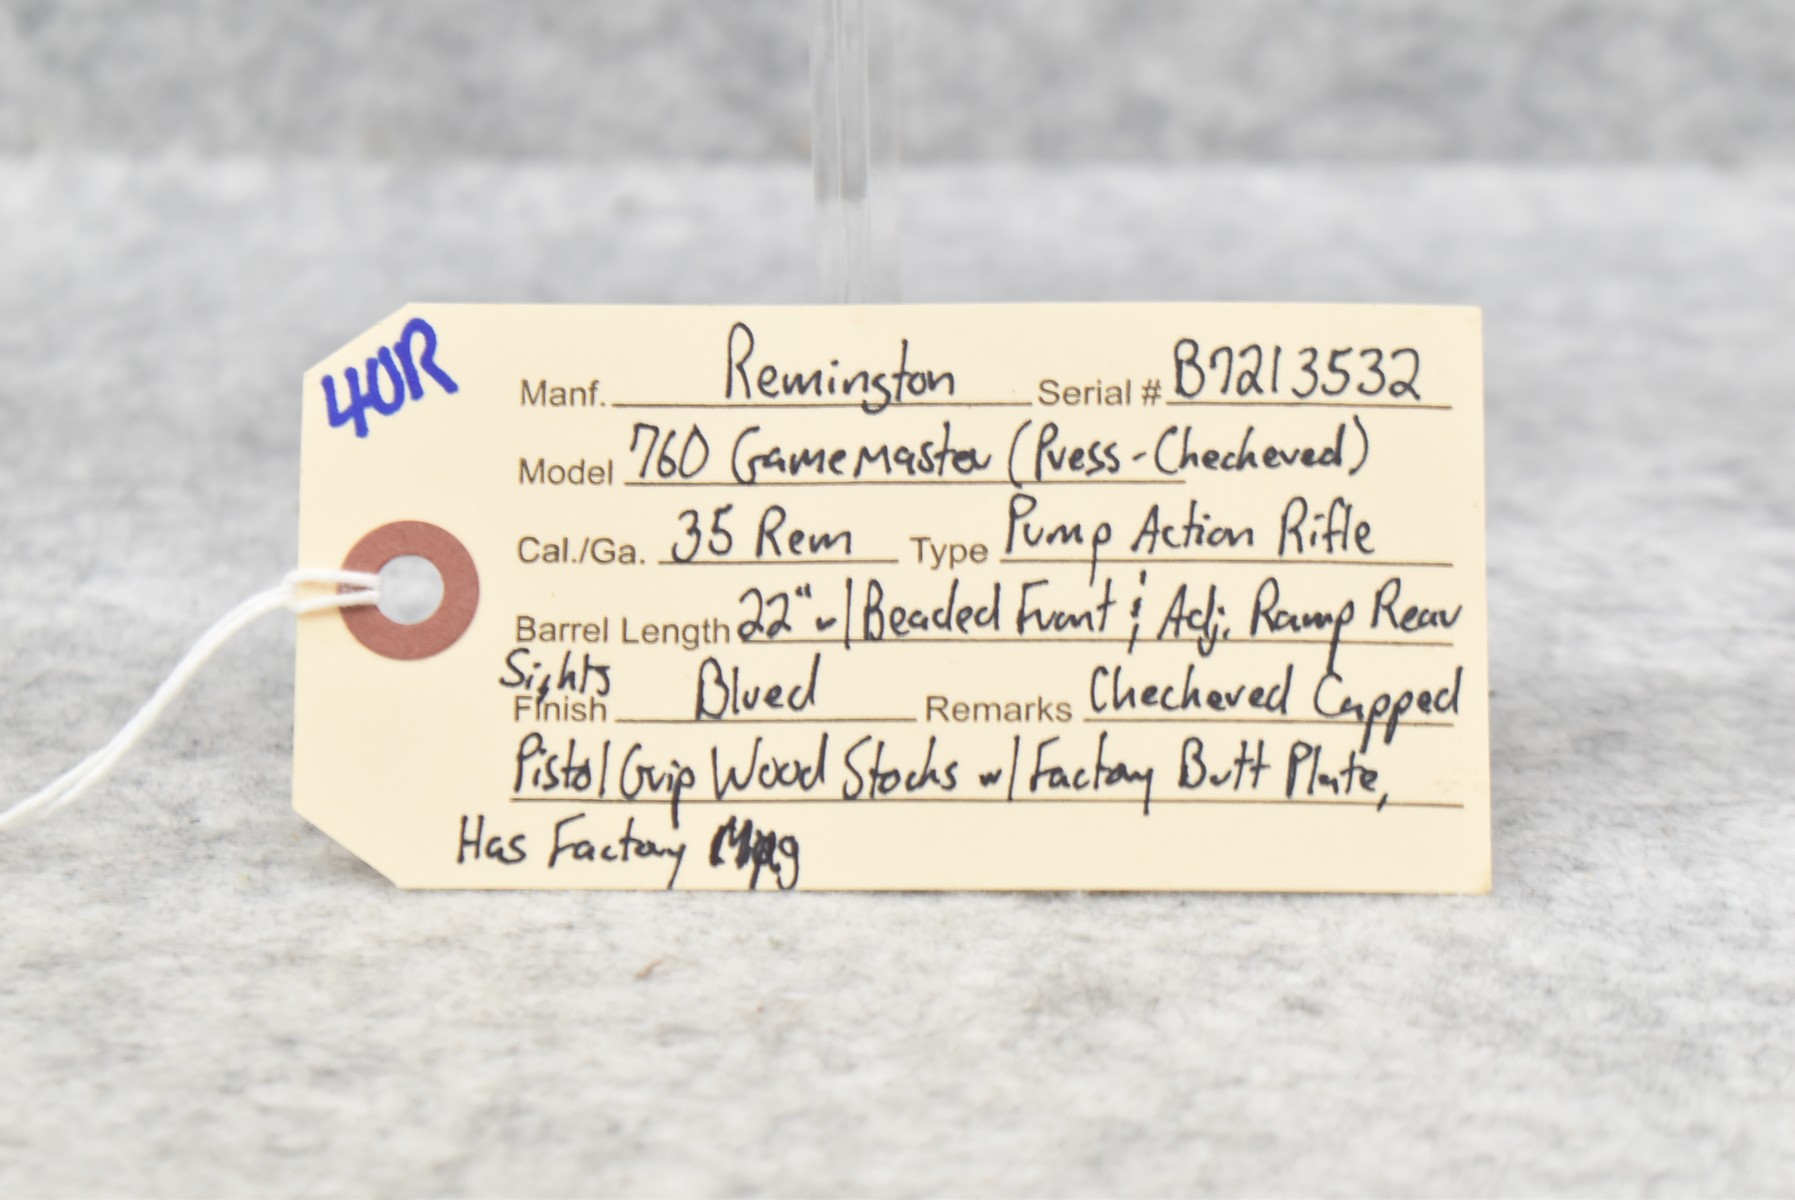 40R
Manf. Remington Serial # B7213532
Model 760 Gamemaster (Press-Checkered)
Cal./Ga. 35 Rem Type Pump Action Rifle
Barrel Length 22" w/ Beaded Front & Adj. Ramp Rear
Sights
Finish Blued Remarks Checkered Capped
Pistol Grip Wood Stocks w/ Factory Butt Plate,
Has Factory Mag